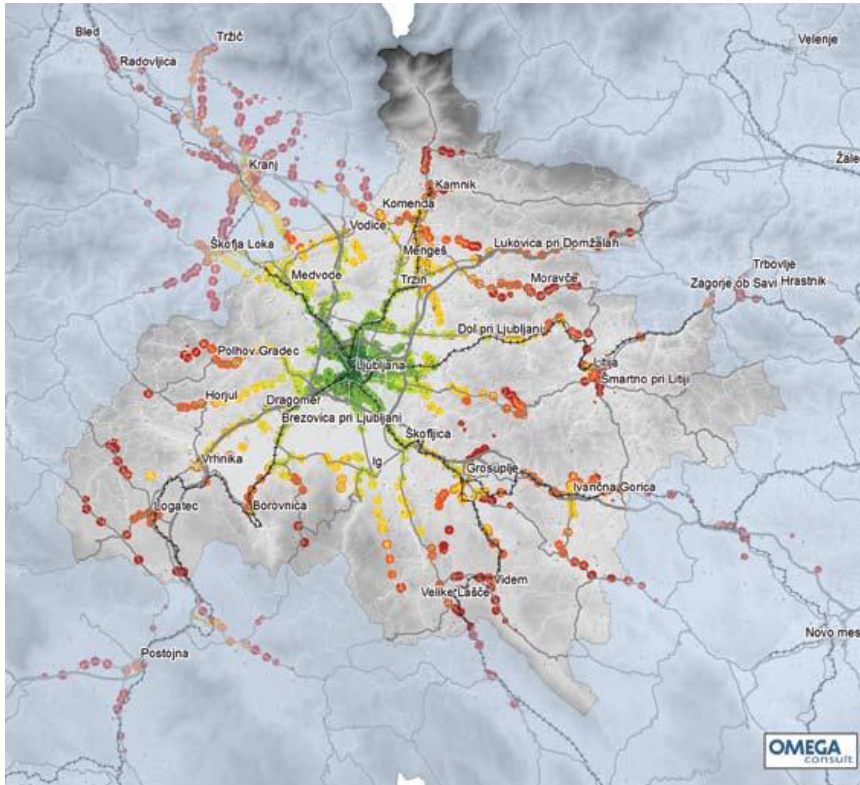 Bled
Tržič
Radovljica
Velenje
Kranj
Žale
Kamnik
Komenda
Vodice
Škofja Loka
Mengeš
Lukovica pri Domžalah
Medvode
Trzin
Moravče
Trbovlje
Zagorje ob Savi
Hrastnik
Dol pri Ljubljani
Polhov Gradec
Ljubljana
Litija
Šmartno pri Litiji
Horjul
Dragomer
Brezovica pri Ljubljani
Škofljica
Vrhnika
Ig
Grosuplje
Ivančna Gorica
Logatec
Borovnica
Videm
Velike Lašče
Postojna
Novo mes
OMEGA
consult